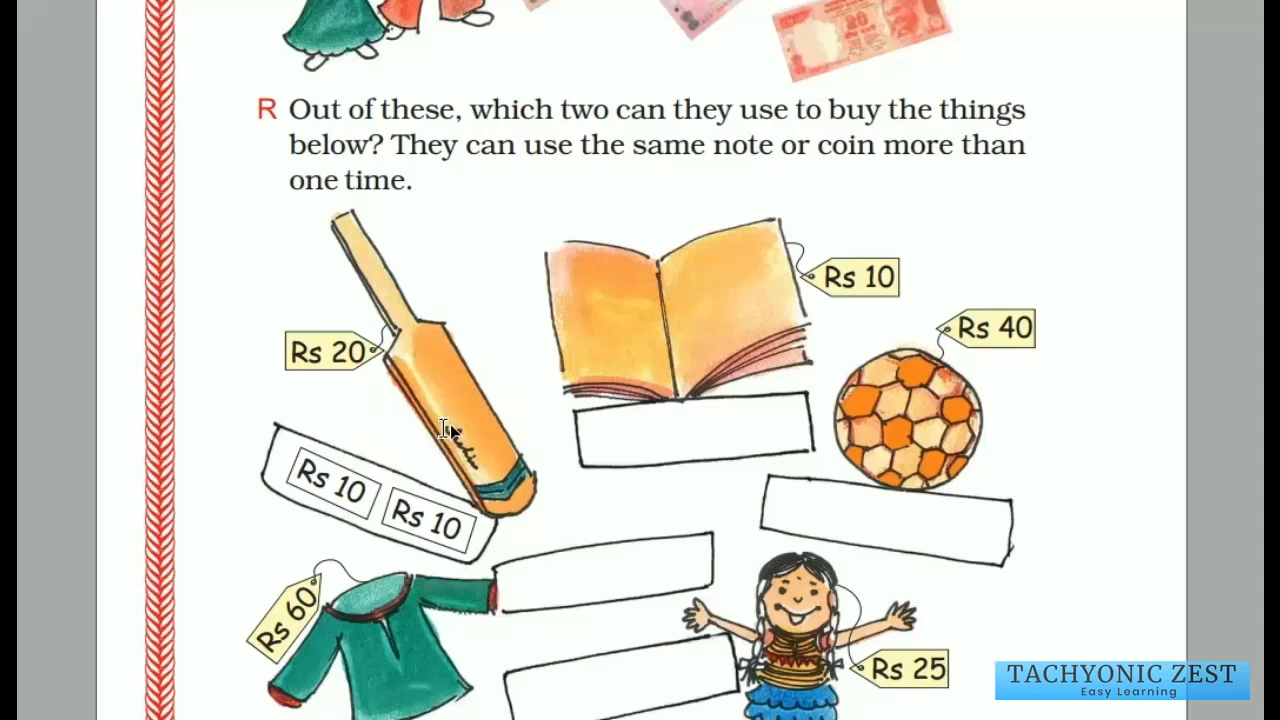 20
R Out of these, which two can they use to buy the things
below? They can use the same note or coin more than
one time.
Rs 10
Rs 40
Rs 20
Rs 10
Rs 10
Rs 60
Rs 25
TACHYONIC ZEST
Easy Learning